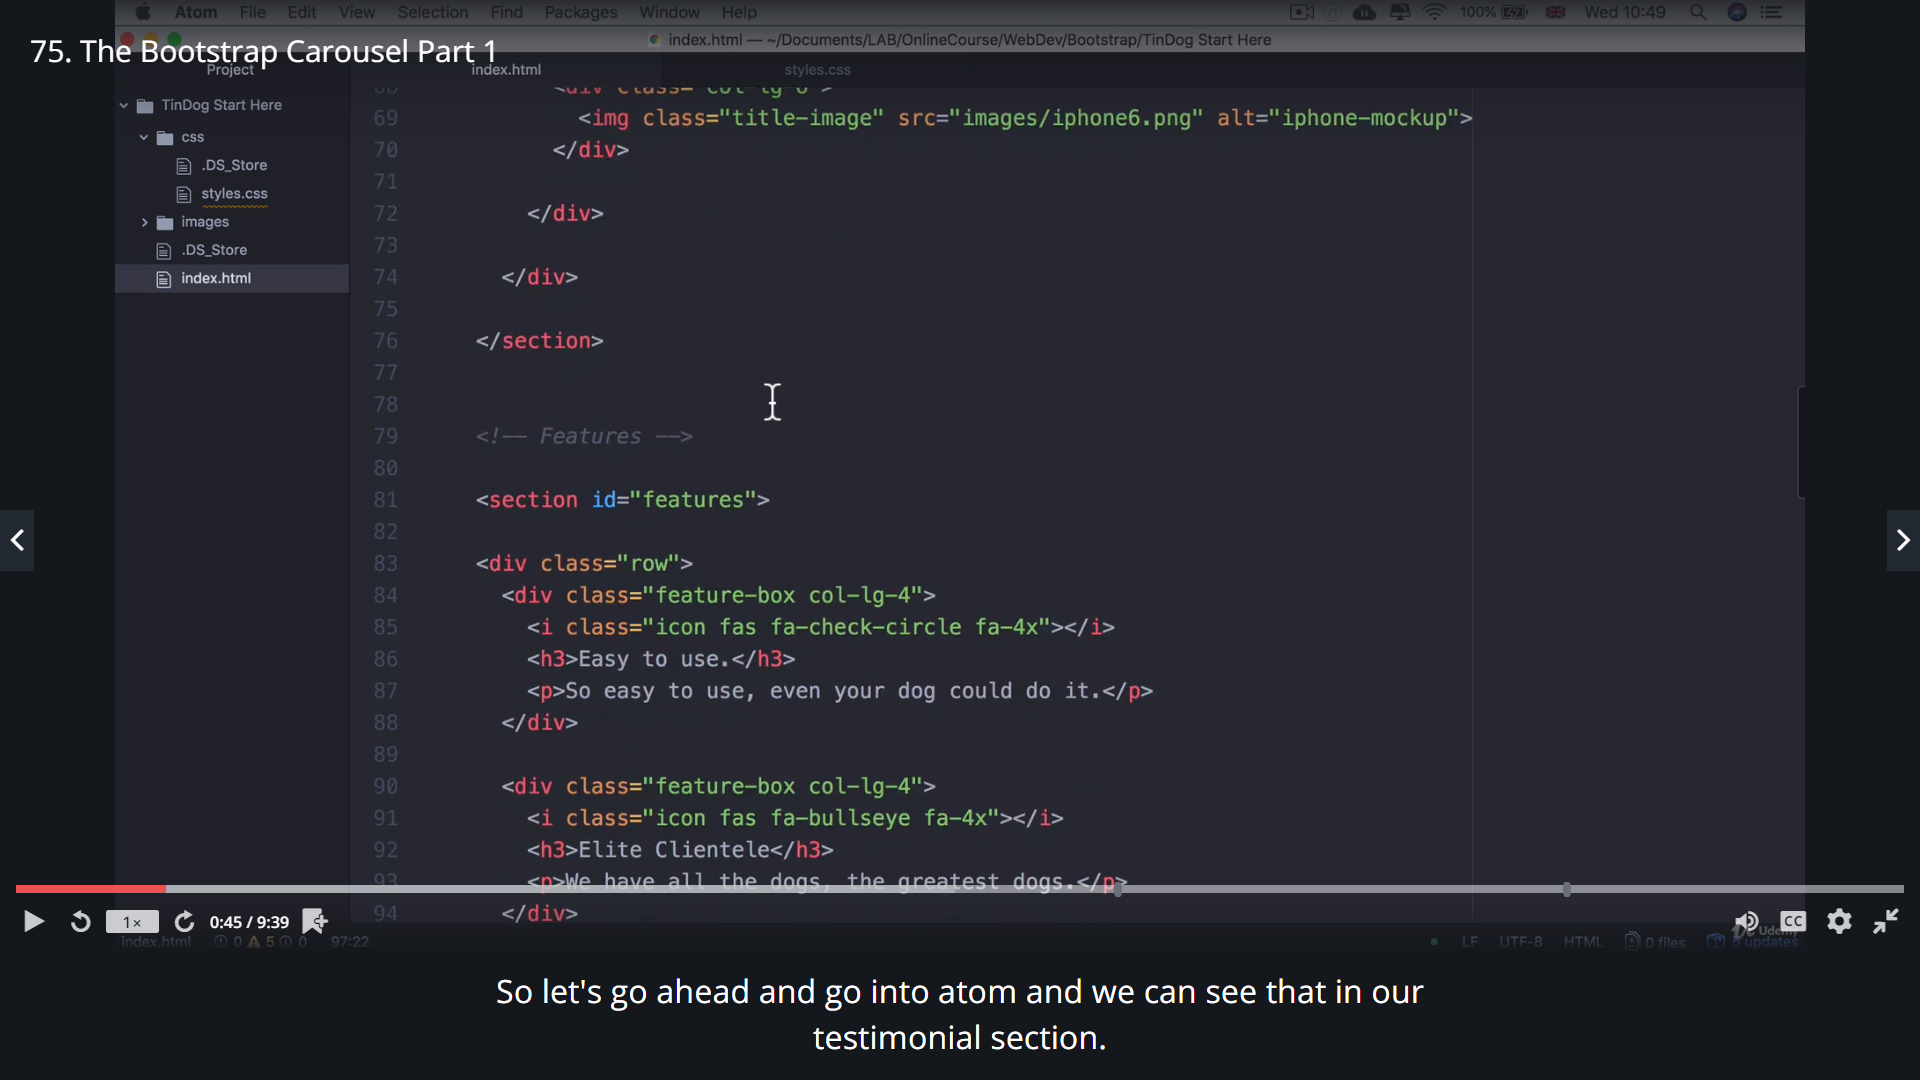 Atom File Edit View Selection Find Packages Window Help 100% Wed 10:49
index.html — ~/Documents/LAB/OnlineCourse/WebDev/Bootstrap/TinDog Start Here
75. The Bootstrap Carousel Part 1
Project
index.html
styles.css
TinDog Start Here
css
.DS_Store
styles.css
images
.DS_Store
index.html
68 <div class="col-lg-6">
69 <img class="title-image" src="images/iphone6.png" alt="iphone-mockup">
70 </div>
71
72 </div>
73
74 </div>
75
76 </section>
77
78
79 <!-- Features -->
80
81 <section id="features">
82
83 <div class="row">
84 <div class="feature-box col-lg-4">
85 <i class="icon fas fa-check-circle fa-4x"></i>
86 <h3>Easy to use.</h3>
87 <p>So easy to use, even your dog could do it.</p>
88 </div>
89
90 <div class="feature-box col-lg-4">
91 <i class="icon fas fa-bullseye fa-4x"></i>
92 <h3>Elite Clientele</h3>
93 <p>We have all the dogs, the greatest dogs.</p>
94 </div>
1x 0:45 / 9:39 CC
Udemy
index.html 0 5 0 97:22 LF UTF-8 HTML 0 files 5 updates
So let's go ahead and go into atom and we can see that in our
testimonial section.